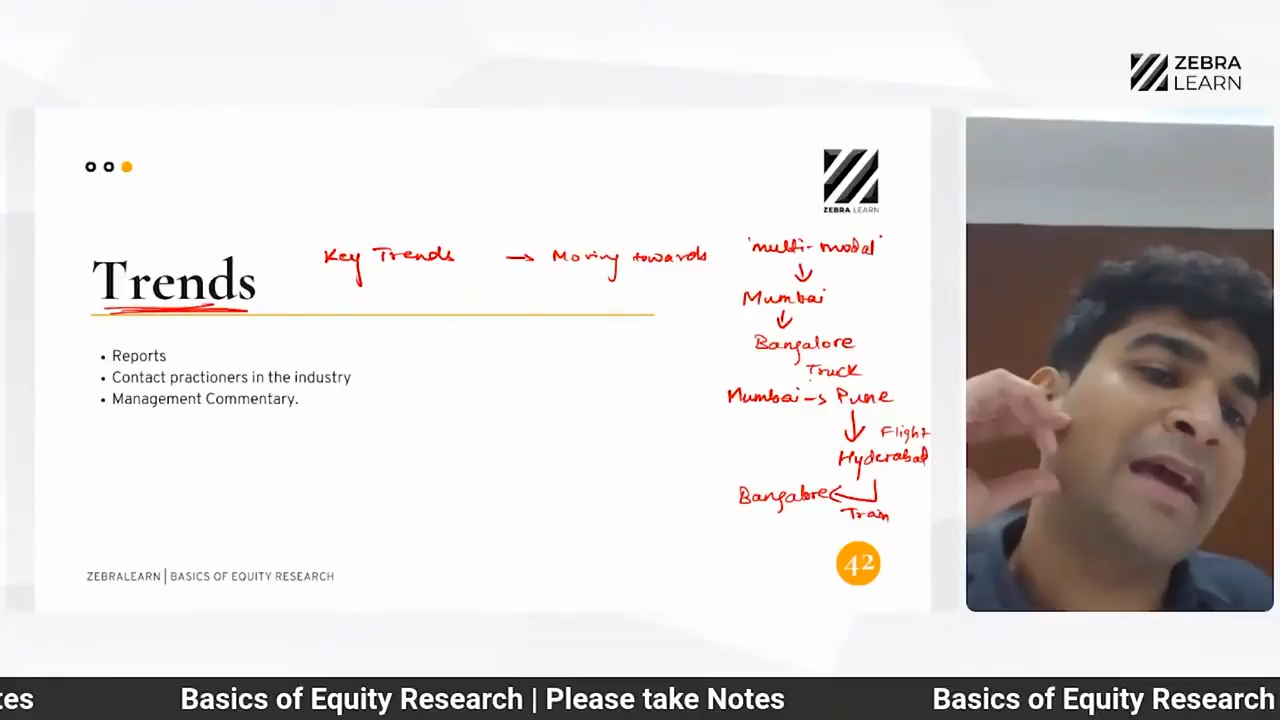 ZEBRA
LEARN
ZEBRA LEARN
Trends
Key Trends → Moving towards 'multi-modal'
↓
Mumbai
↓
Bangalore
Truck
Mumbai → Pune
↓ Flight
Hyderabad
Bangalore ←
Train
• Reports
• Contact practioners in the industry
• Management Commentary.
ZEBRALEARN | BASICS OF EQUITY RESEARCH
42
tes
Basics of Equity Research | Please take Notes
Basics of Equity Research